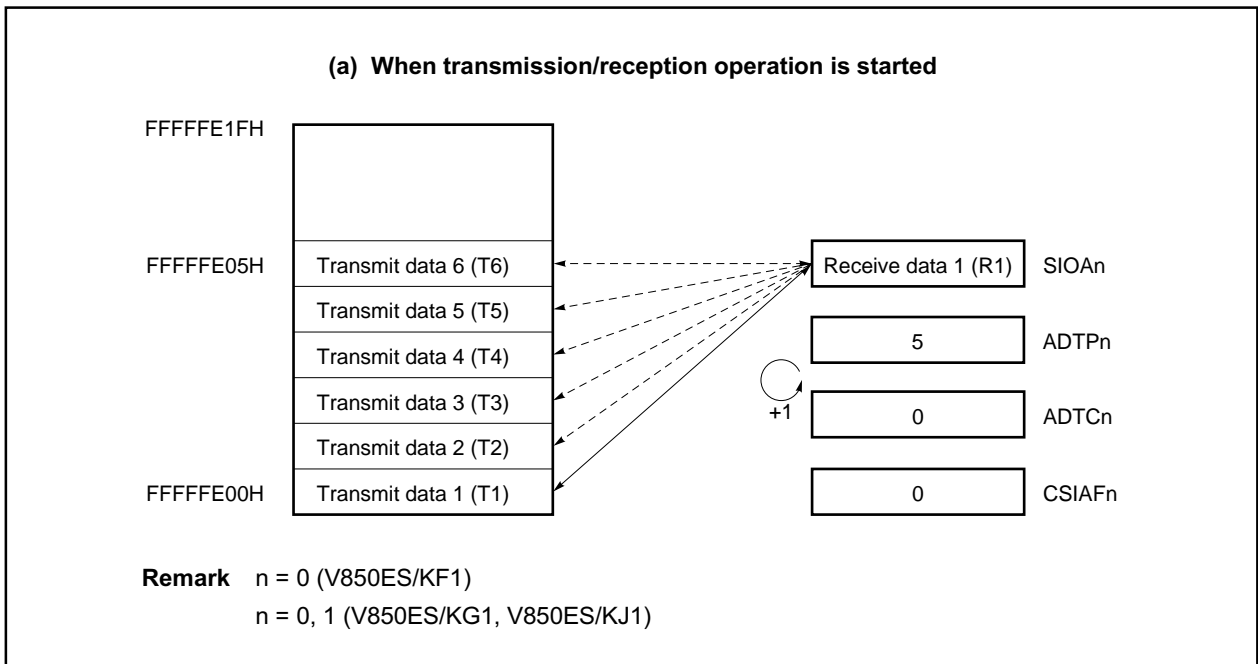 (a) When transmission/reception operation is started
FFFFFE1FH
FFFFFE05H
Transmit data 6 (T6)
Receive data 1 (R1)
SIOAn
Transmit data 5 (T5)
5
ADTPn
Transmit data 4 (T4)
Transmit data 3 (T3)
+1
0
ADTCn
Transmit data 2 (T2)
FFFFFE00H
Transmit data 1 (T1)
0
CSIAFn
Remark n = 0 (V850ES/KF1)
n = 0, 1 (V850ES/KG1, V850ES/KJ1)